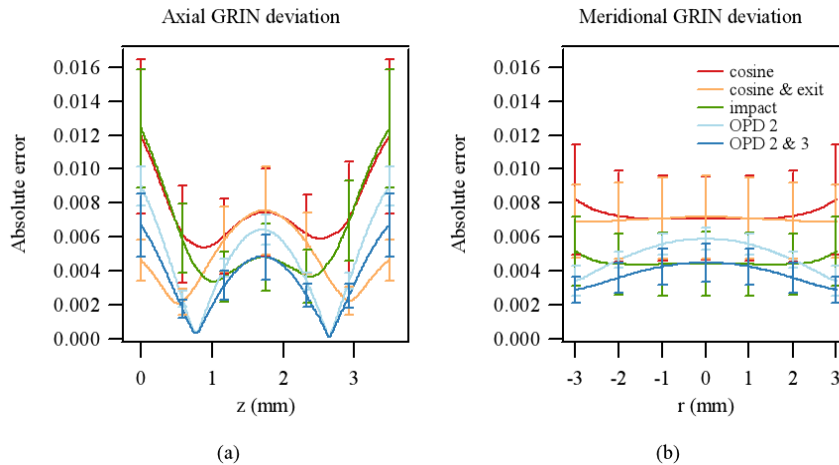 Axial GRIN deviation
Absolute error
0.016
0.014
0.012
0.010
0.008
0.006
0.004
0.002
0.000
0 1 2 3
z (mm)
(a)
Meridional GRIN deviation
Absolute error
0.016
0.014
0.012
0.010
0.008
0.006
0.004
0.002
0.000
cosine
cosine & exit
impact
OPD 2
OPD 2 & 3
-3 -2 -1 0 1 2 3
r (mm)
(b)